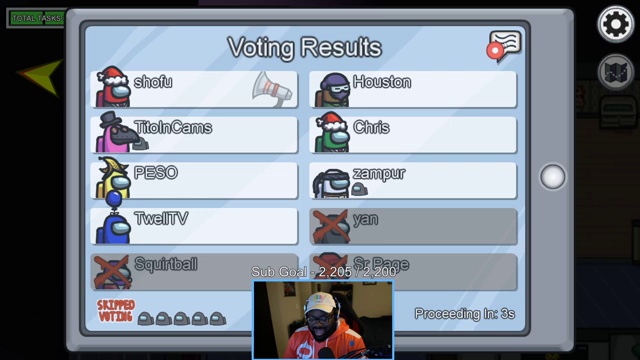 TOTAL TASKS
Voting Results
shofu
Houston
TitoInCams
Chris
PESO
zampur
TwellTV
yan
Squirtball
Sr Page
Sub Goal - 2,205 / 2,200
SKIPPED
VOTING
Proceeding In: 3s